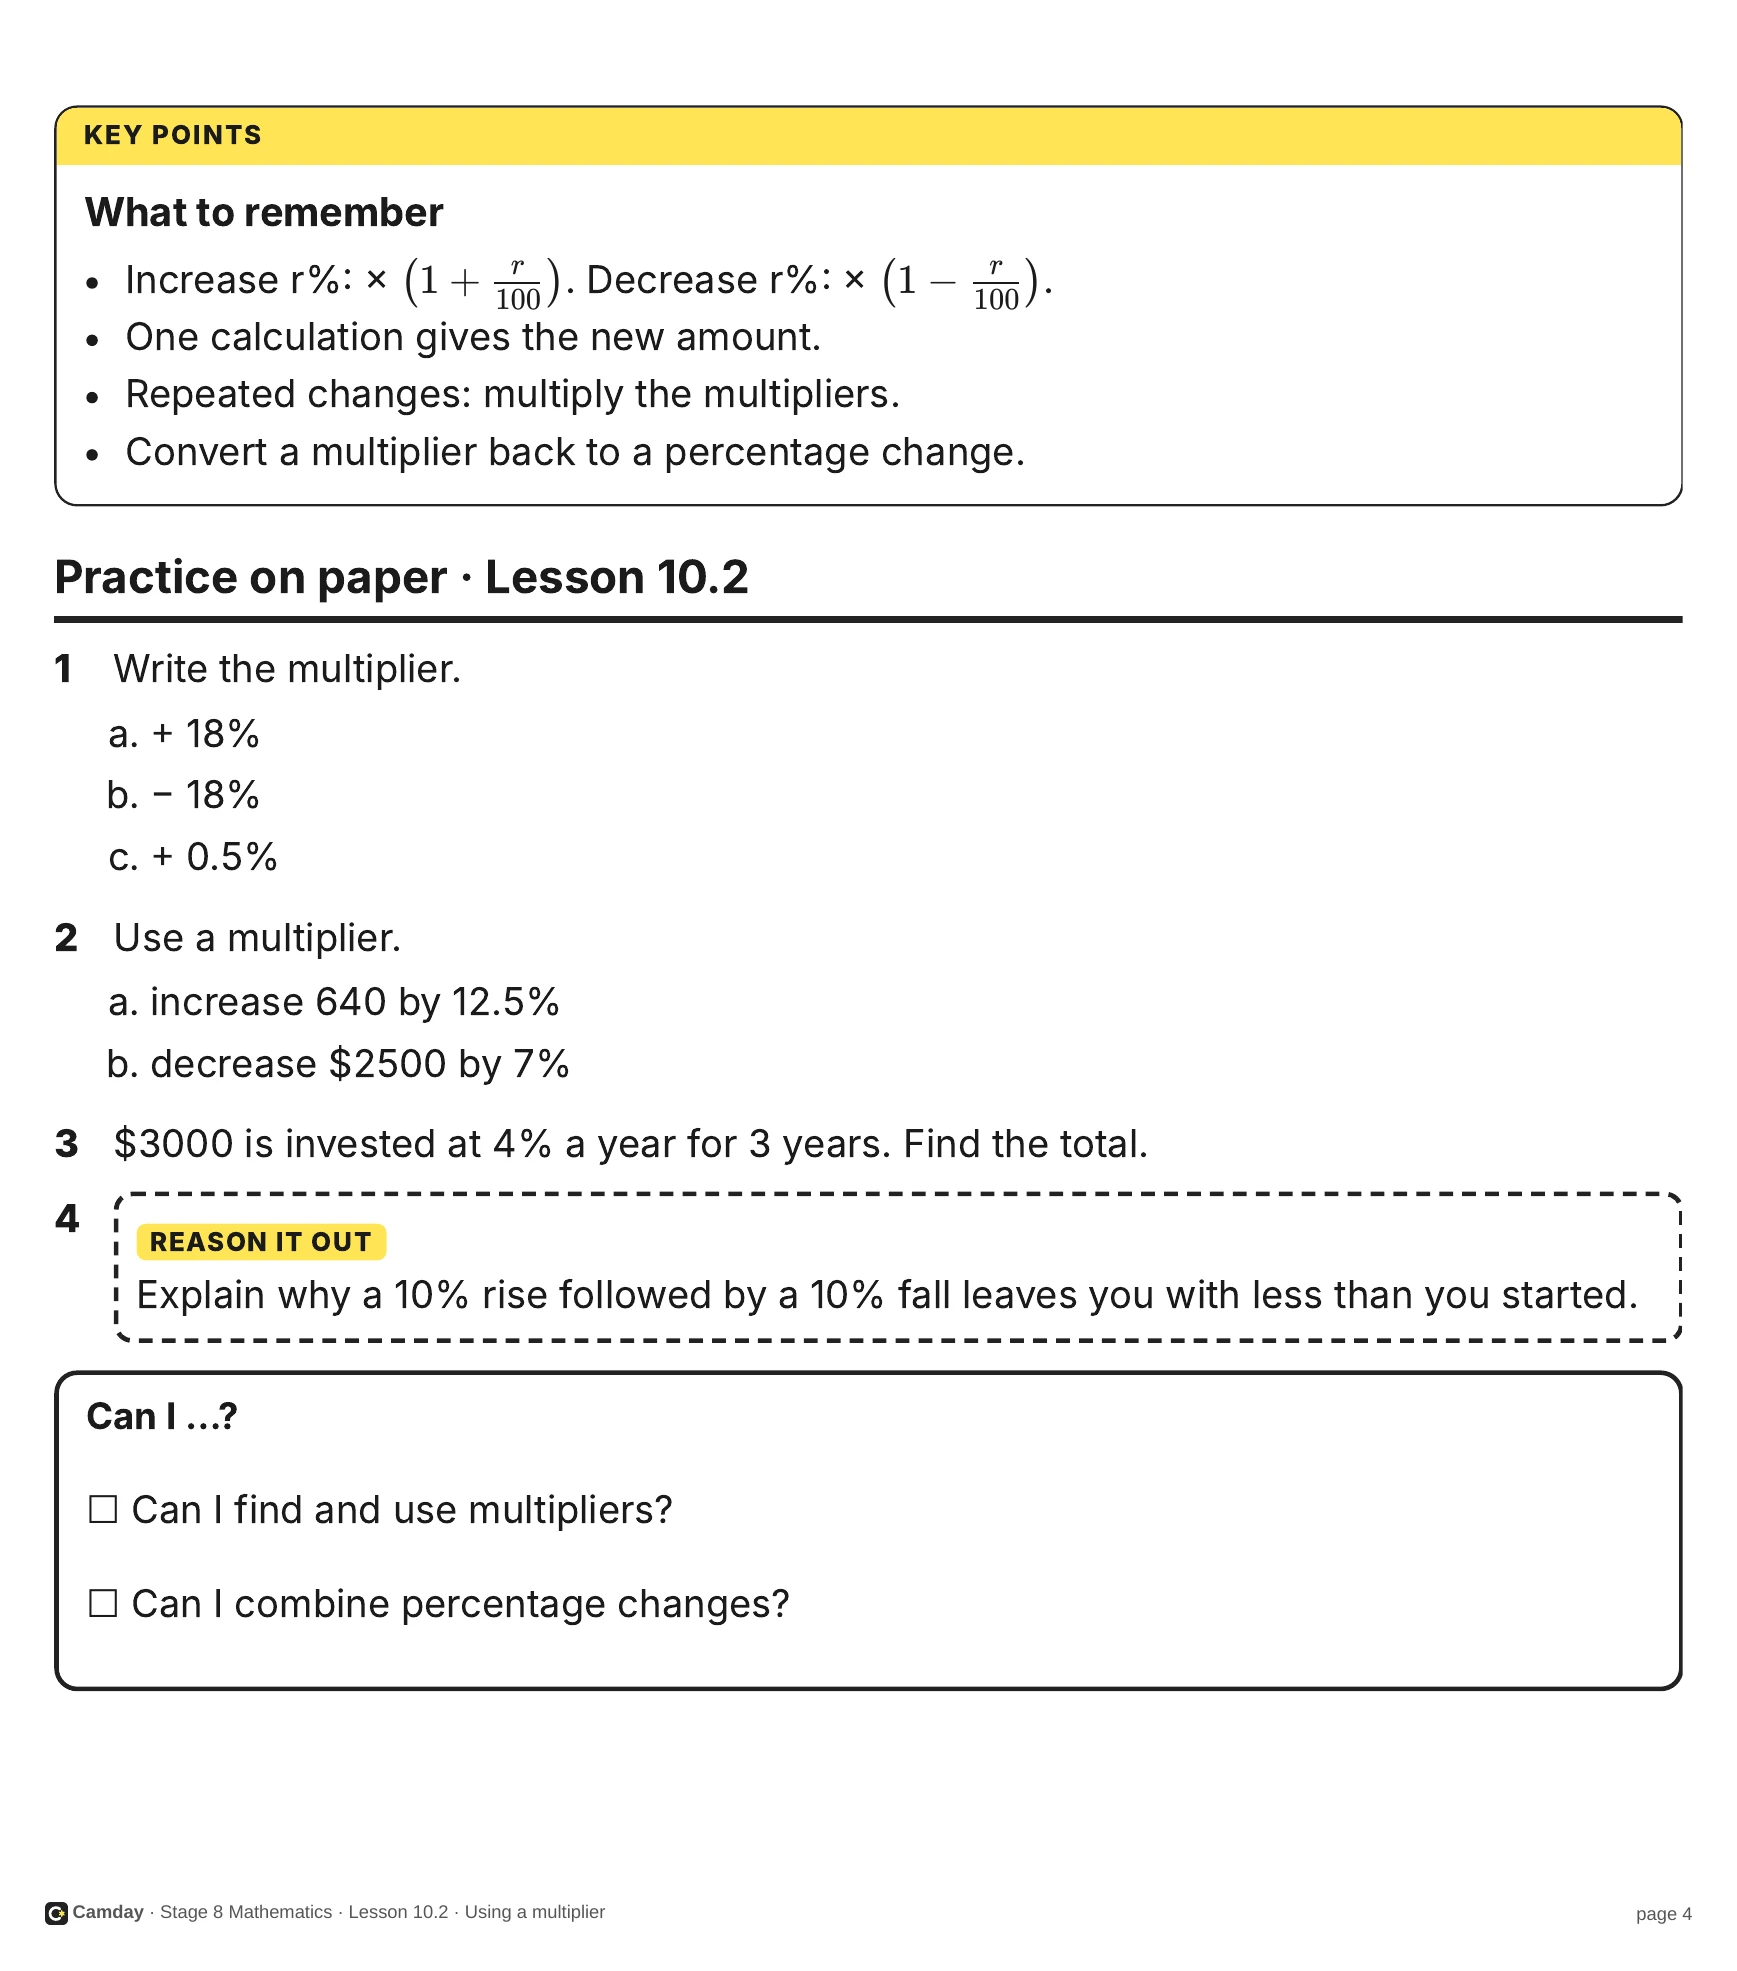 KEY POINTS
What to remember
• Increase r%: × (1 + r/100). Decrease r%: × (1 − r/100).
• One calculation gives the new amount.
• Repeated changes: multiply the multipliers.
• Convert a multiplier back to a percentage change.
Practice on paper · Lesson 10.2
1 Write the multiplier.
a. + 18%
b. − 18%
c. + 0.5%
2 Use a multiplier.
a. increase 640 by 12.5%
b. decrease $2500 by 7%
3 $3000 is invested at 4% a year for 3 years. Find the total.
4
REASON IT OUT
Explain why a 10% rise followed by a 10% fall leaves you with less than you started.
Can I …?
☐ Can I find and use multipliers?
☐ Can I combine percentage changes?
Camday · Stage 8 Mathematics · Lesson 10.2 · Using a multiplier
page 4